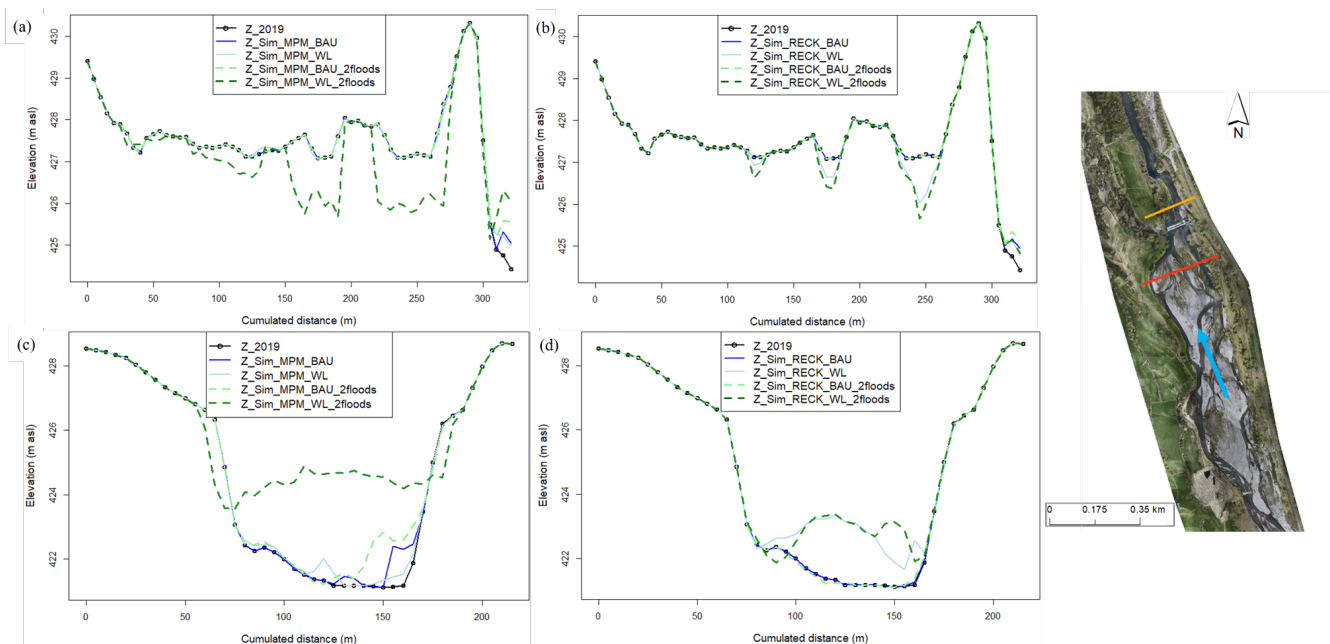 (a)
Z_2019
Z_Sim_MPM_BAU
Z_Sim_MPM_WL
Z_Sim_MPM_BAU_2floods
Z_Sim_MPM_WL_2floods
Elevation (m asl)
430
429
428
427
426
425
0 50 100 150 200 250 300
Cumulated distance (m)
(b)
Z_2019
Z_Sim_RECK_BAU
Z_Sim_RECK_WL
Z_Sim_RECK_BAU_2floods
Z_Sim_RECK_WL_2floods
Elevation (m asl)
430
429
428
427
426
425
0 50 100 150 200 250 300
Cumulated distance (m)
(c)
Z_2019
Z_Sim_MPM_BAU
Z_Sim_MPM_WL
Z_Sim_MPM_BAU_2floods
Z_Sim_MPM_WL_2floods
Elevation (m asl)
428
426
424
422
0 50 100 150 200
Cumulated distance (m)
(d)
Z_2019
Z_Sim_RECK_BAU
Z_Sim_RECK_WL
Z_Sim_RECK_BAU_2floods
Z_Sim_RECK_WL_2floods
Elevation (m asl)
428
426
424
422
0 50 100 150 200
Cumulated distance (m)
N
0 0.175 0.35 km